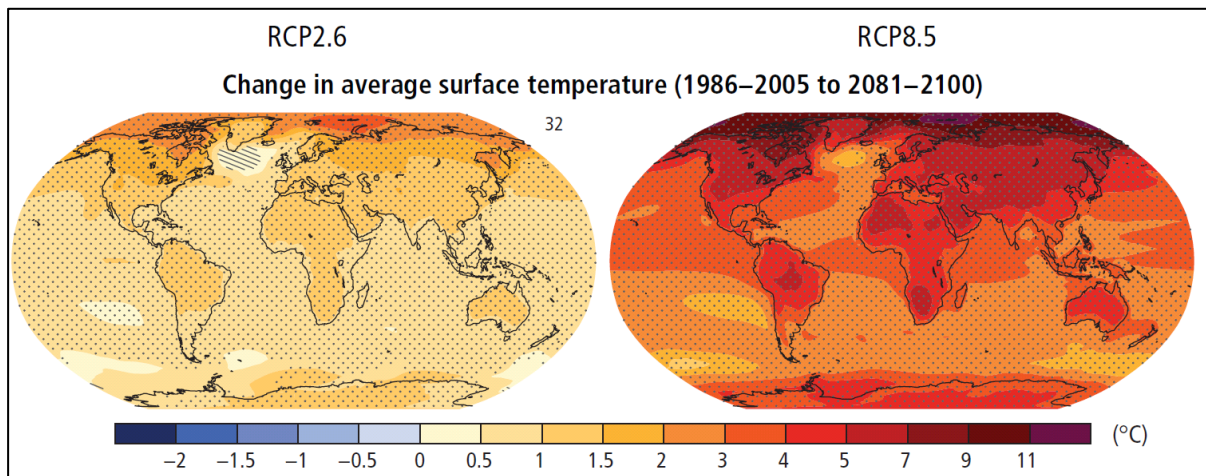 RCP2.6 RCP8.5
Change in average surface temperature (1986–2005 to 2081–2100)
32
−2 −1.5 −1 −0.5 0 0.5 1 1.5 2 3 4 5 7 9 11 (°C)